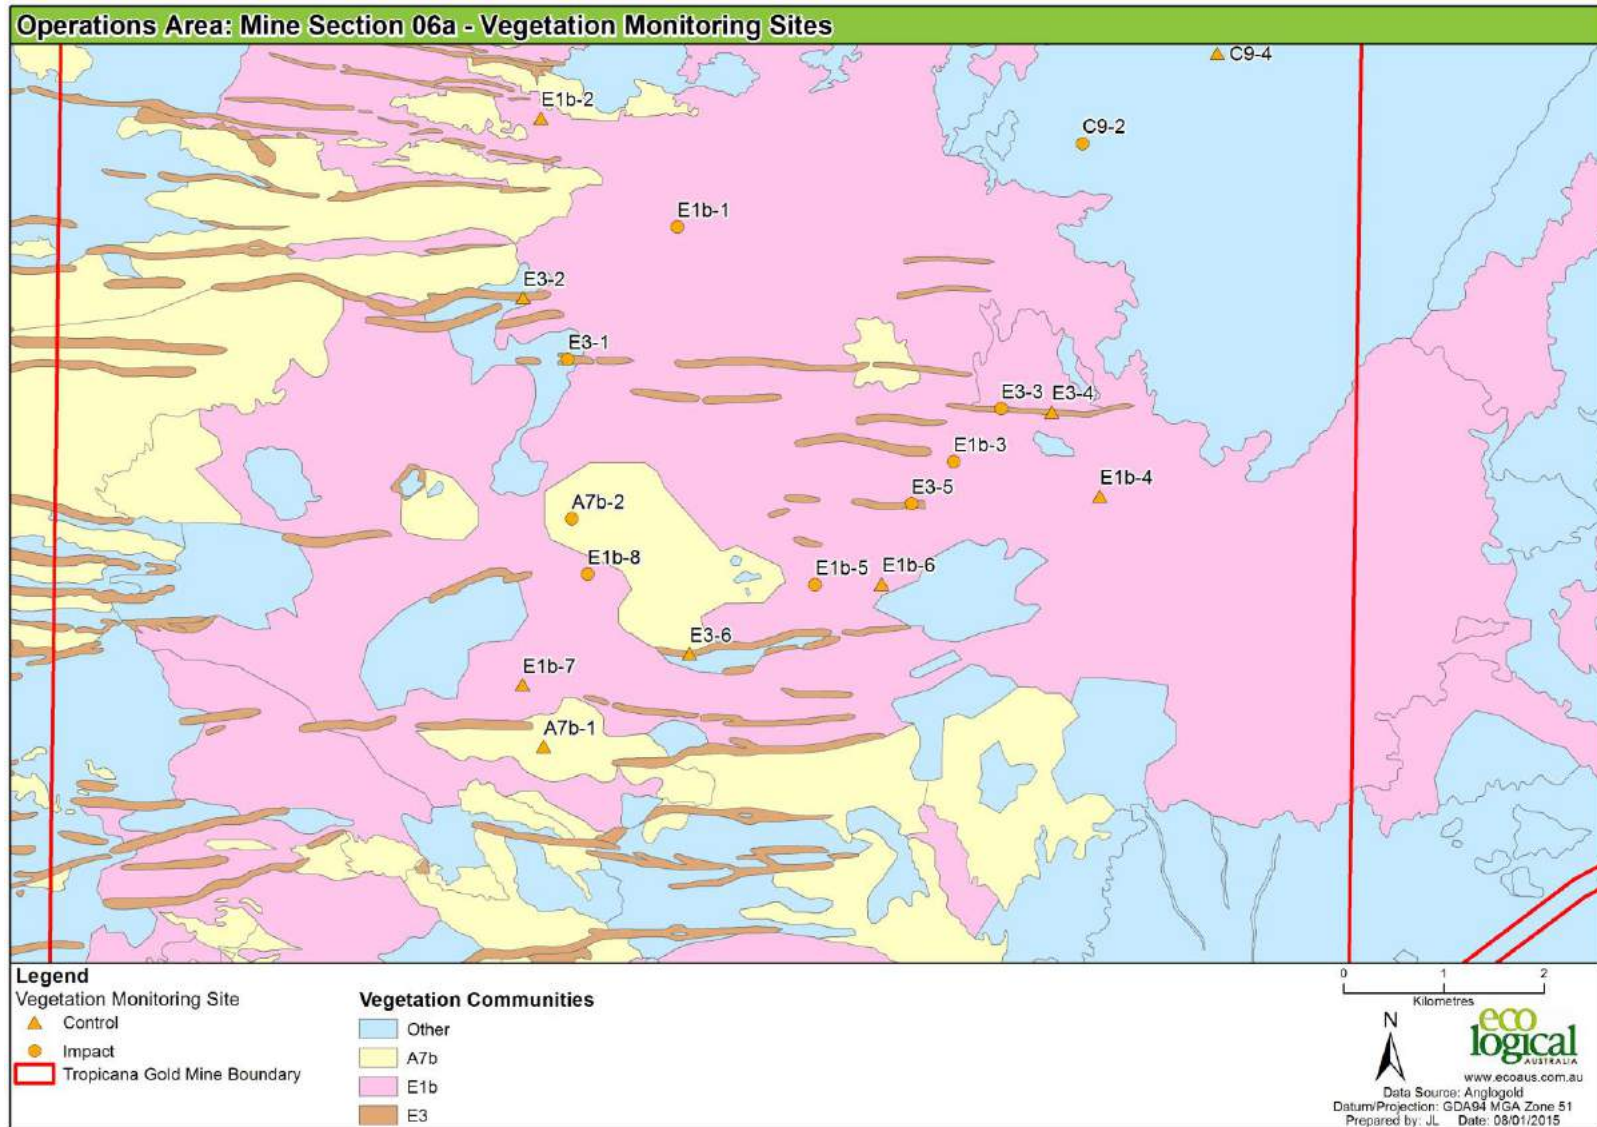 Operations Area: Mine Section 06a - Vegetation Monitoring Sites
C9-4
E1b-2
C9-2
E1b-1
E3-2
E3-1
E3-3
E3-4
E1b-3
E1b-4
E3-5
A7b-2
E1b-8
E1b-5
E1b-6
E3-6
E1b-7
A7b-1
Legend
Vegetation Monitoring Site
Control
Impact
Tropicana Gold Mine Boundary
Vegetation Communities
Other
A7b
E1b
E3
0 1 2
Kilometres
N
eco
logical
AUSTRALIA
www.ecoaus.com.au
Data Source: Anglogold
Datum/Projection: GDA94 MGA Zone 51
Prepared by: JL Date: 08/01/2015